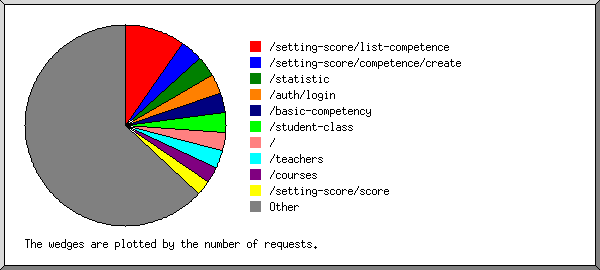 /setting-score/list-competence
/setting-score/competence/create
/statistic
/auth/login
/basic-competency
/student-class
/
/teachers
/courses
/setting-score/score
Other
The wedges are plotted by the number of requests.